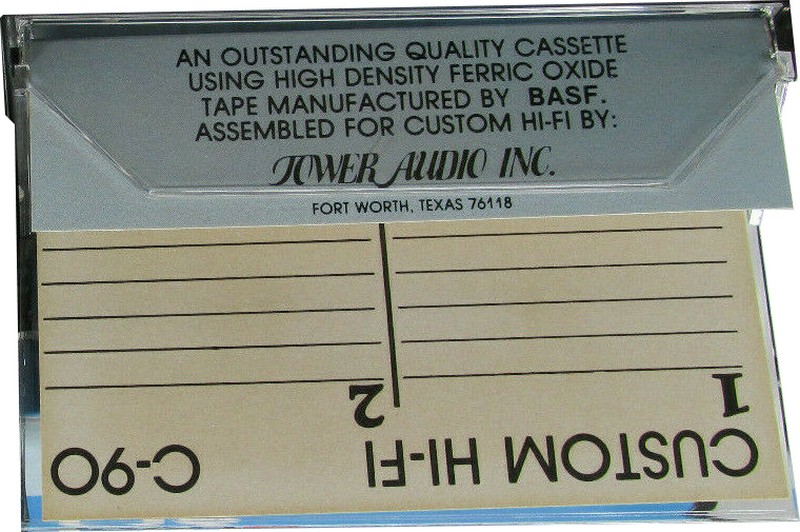 AN OUTSTANDING QUALITY CASSETTE
USING HIGH DENSITY FERRIC OXIDE
TAPE MANUFACTURED BY BASF.
ASSEMBLED FOR CUSTOM HI-FI BY:
TOWER AUDIO INC.
FORT WORTH, TEXAS 76118
CUSTOM HI-FI C-90
1 2